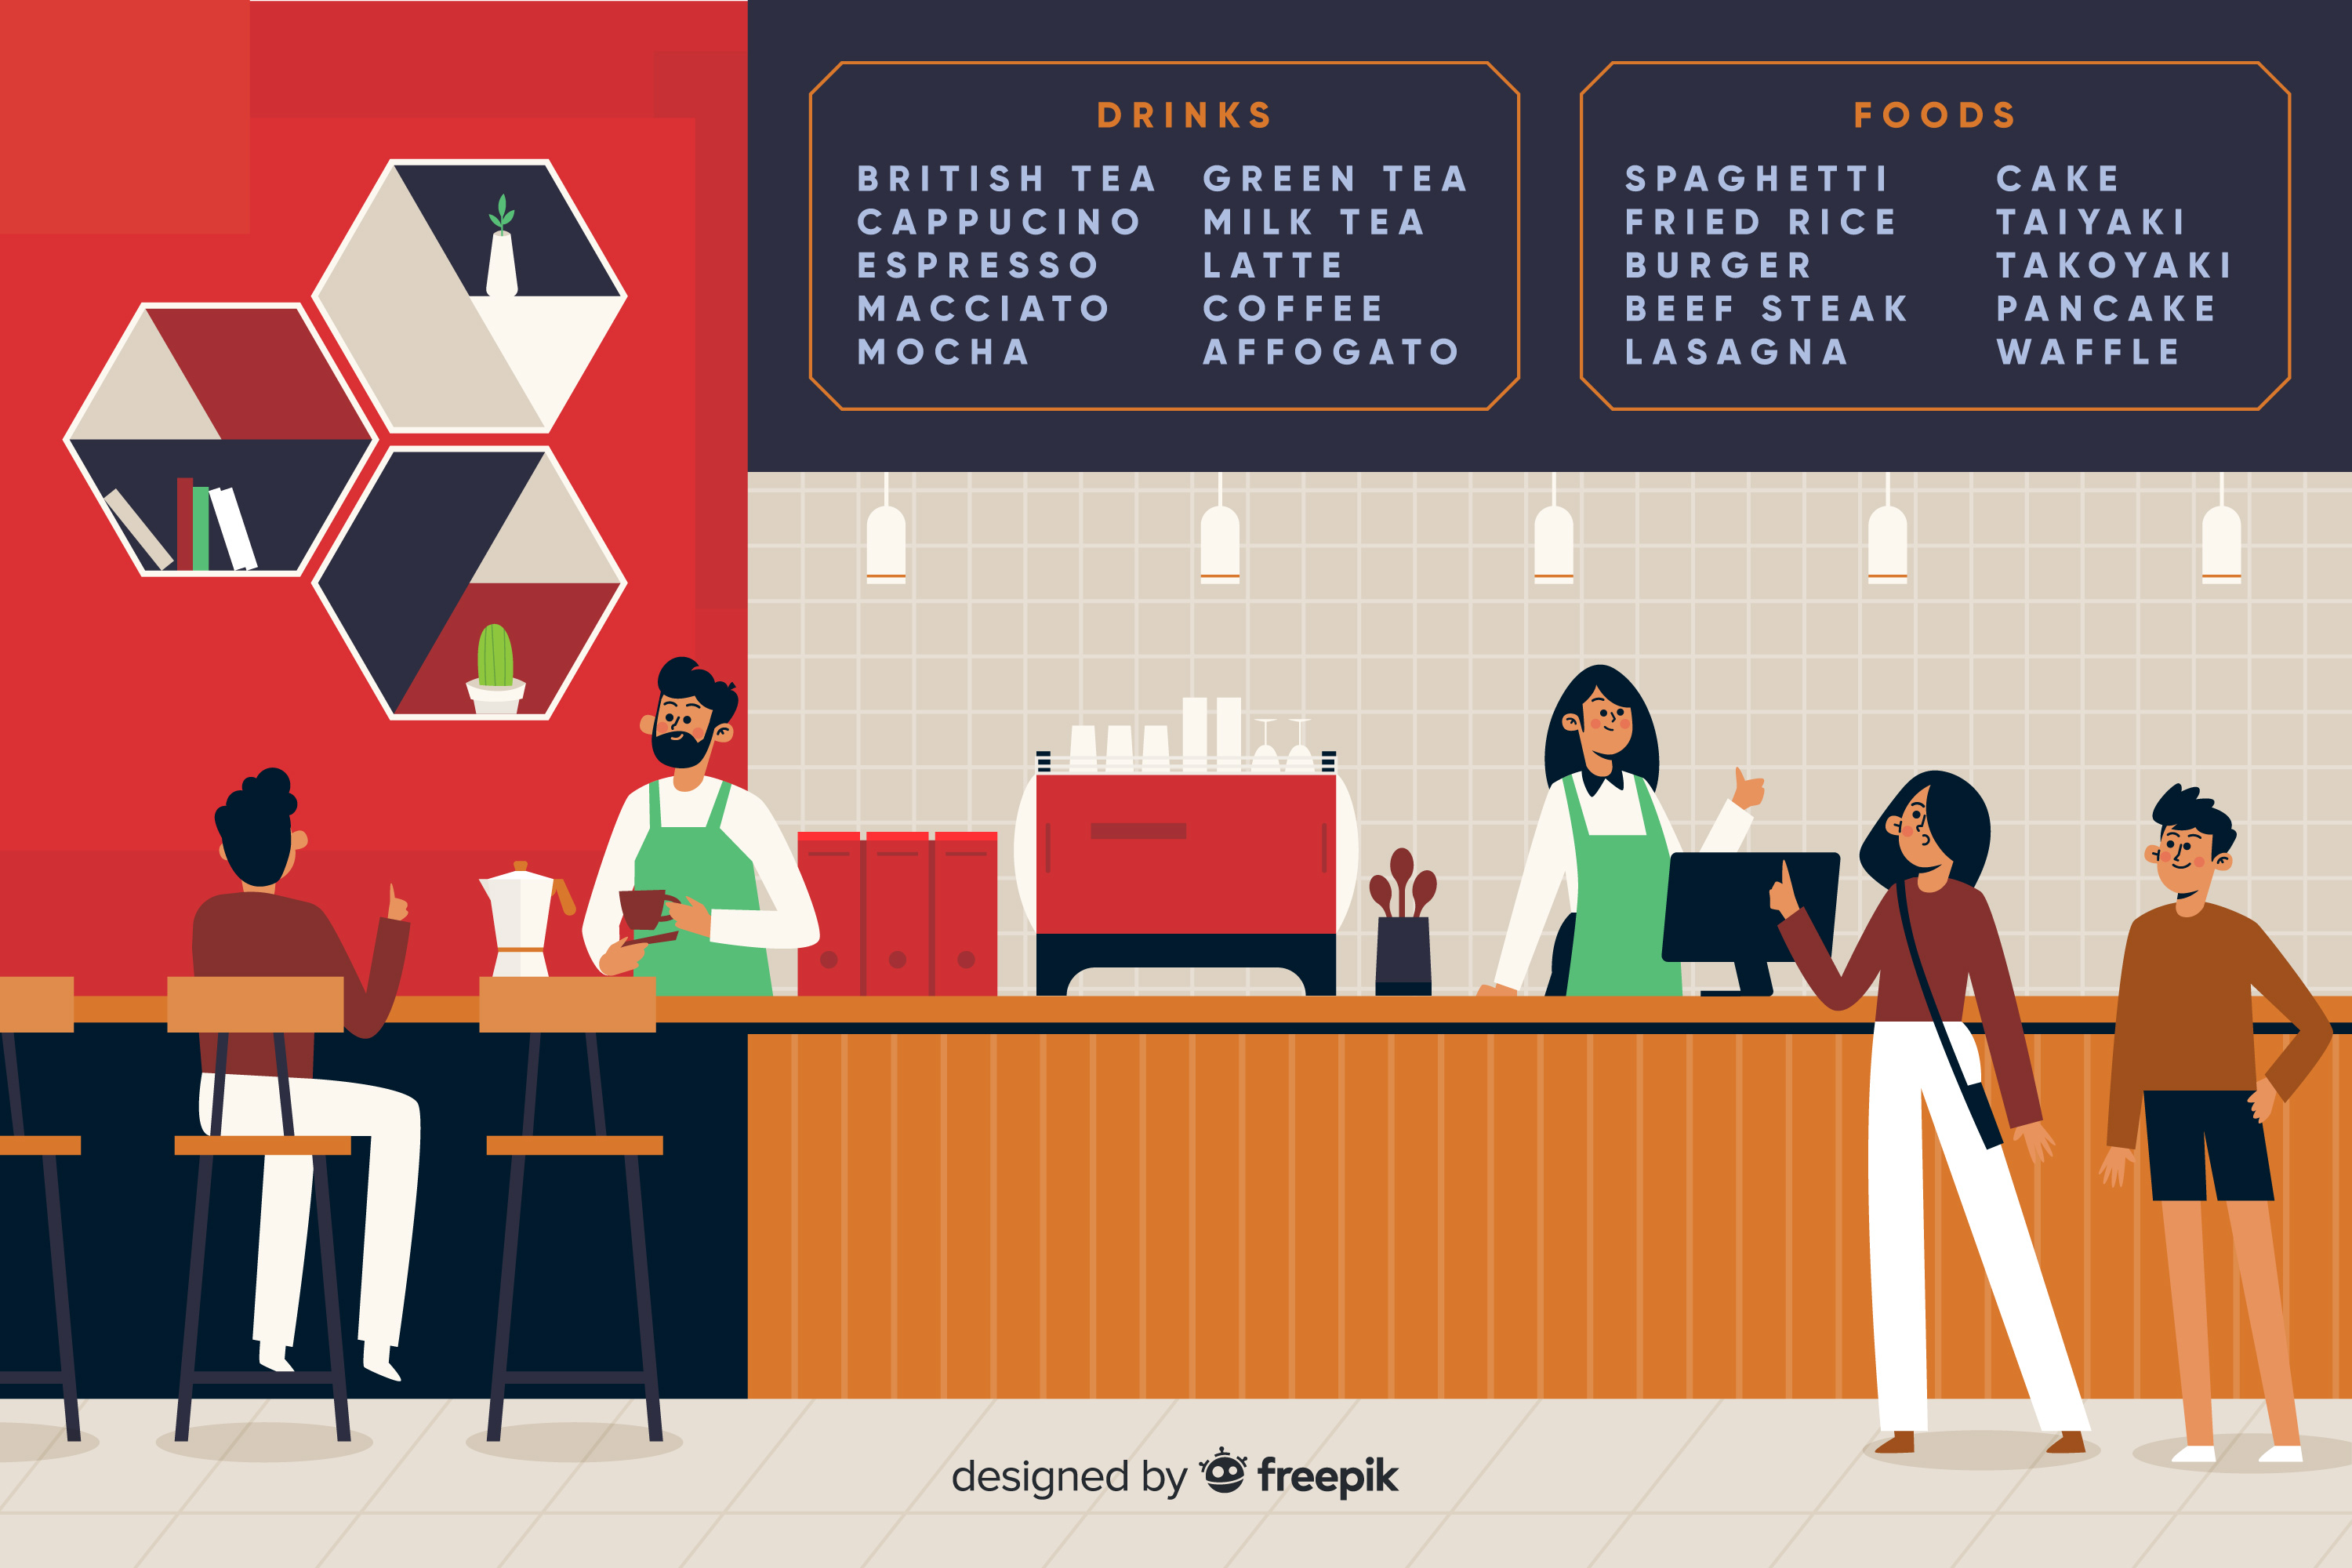 DRINKS
BRITISH TEA
CAPPUCINO
ESPRESSO
MACCIATO
MOCHA
GREEN TEA
MILK TEA
LATTE
COFFEE
AFFOGATO
FOODS
SPAGHETTI
FRIED RICE
BURGER
BEEF STEAK
LASAGNA
CAKE
TAIYAKI
TAKOYAKI
PANCAKE
WAFFLE
designed by freepik